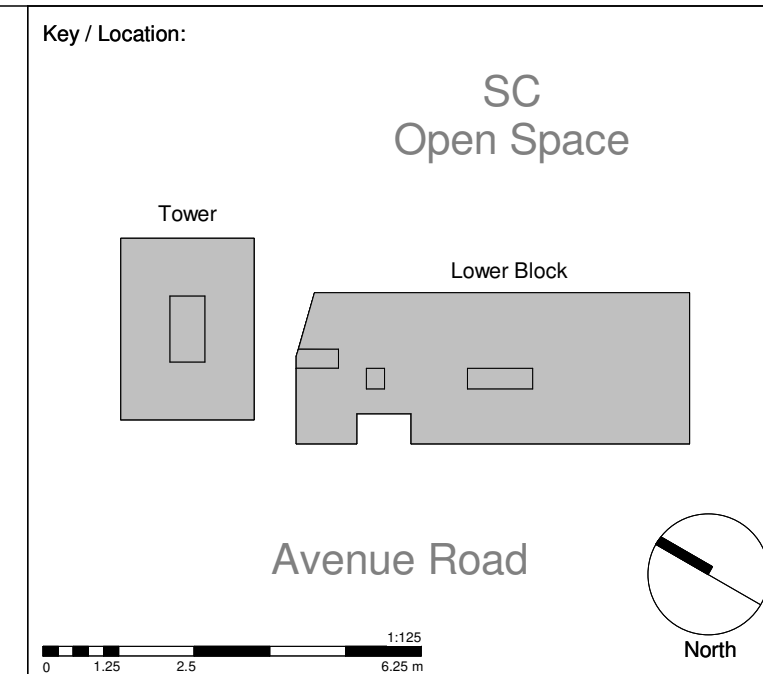 Key / Location:
SC
Open Space
Tower
Lower Block
Avenue Road
North
1:125
0 1.25 2.5 6.25 m